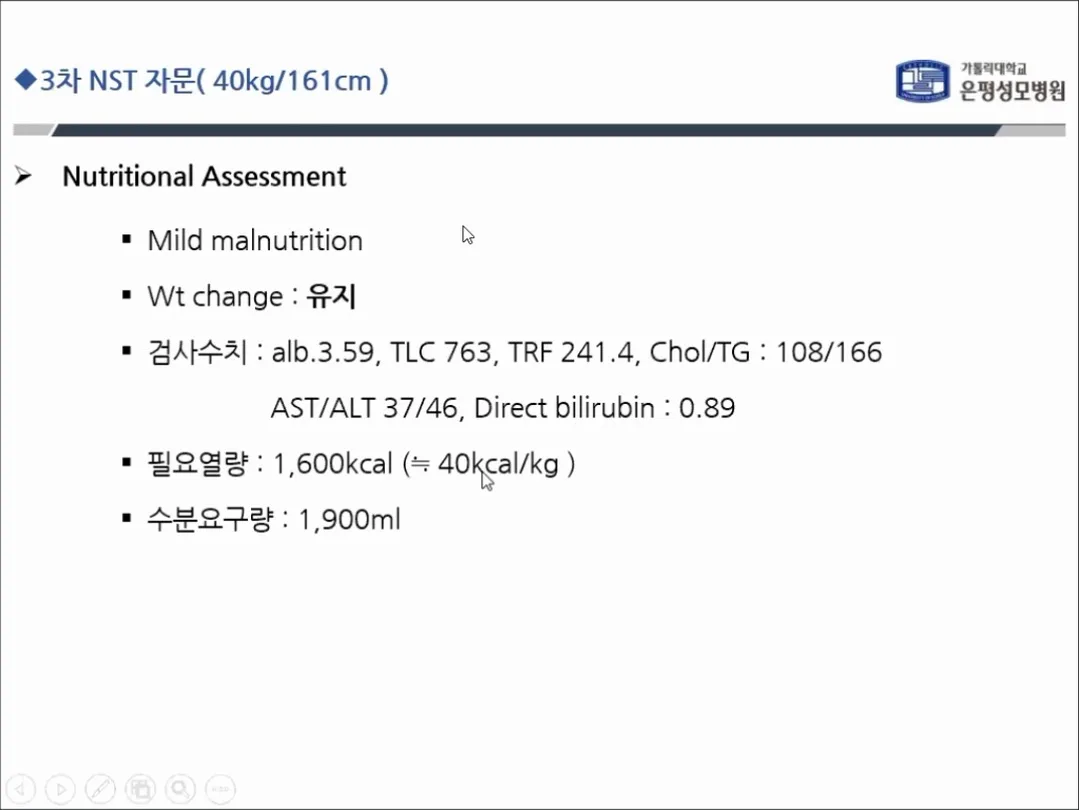 ◆3차 NST 자문( 40kg/161cm )
가톨릭대학교
은평성모병원
➢ Nutritional Assessment
▪ Mild malnutrition
▪ Wt change : 유지
▪ 검사수치 : alb.3.59, TLC 763, TRF 241.4, Chol/TG : 108/166
AST/ALT 37/46, Direct bilirubin : 0.89
▪ 필요열량 : 1,600kcal (≒ 40kcal/kg )
▪ 수분요구량 : 1,900ml